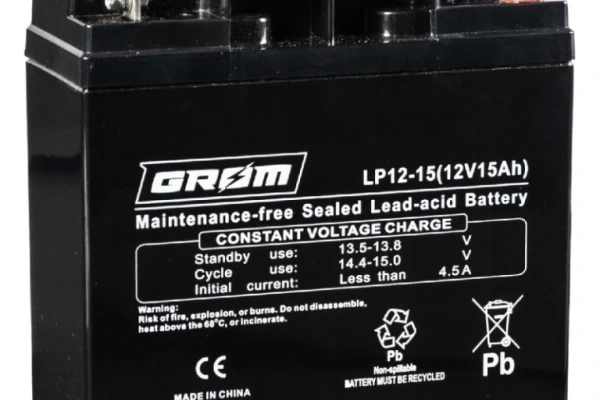 GROM
LP12-15(12V15Ah)
Maintenance-free Sealed Lead-acid Battery
CONSTANT VOLTAGE CHARGE
Standby use: 13.5-13.8 V
Cycle use: 14.4-15.0 V
Initial current: Less than 4.5A
Warning:
Risk of fire, explosion, or burns. Do not disassemble,
heat above the 60°C, or incinerate.
CE
MADE IN CHINA
Pb
Non-spillable
BATTERY MUST BE RECYCLED
Pb